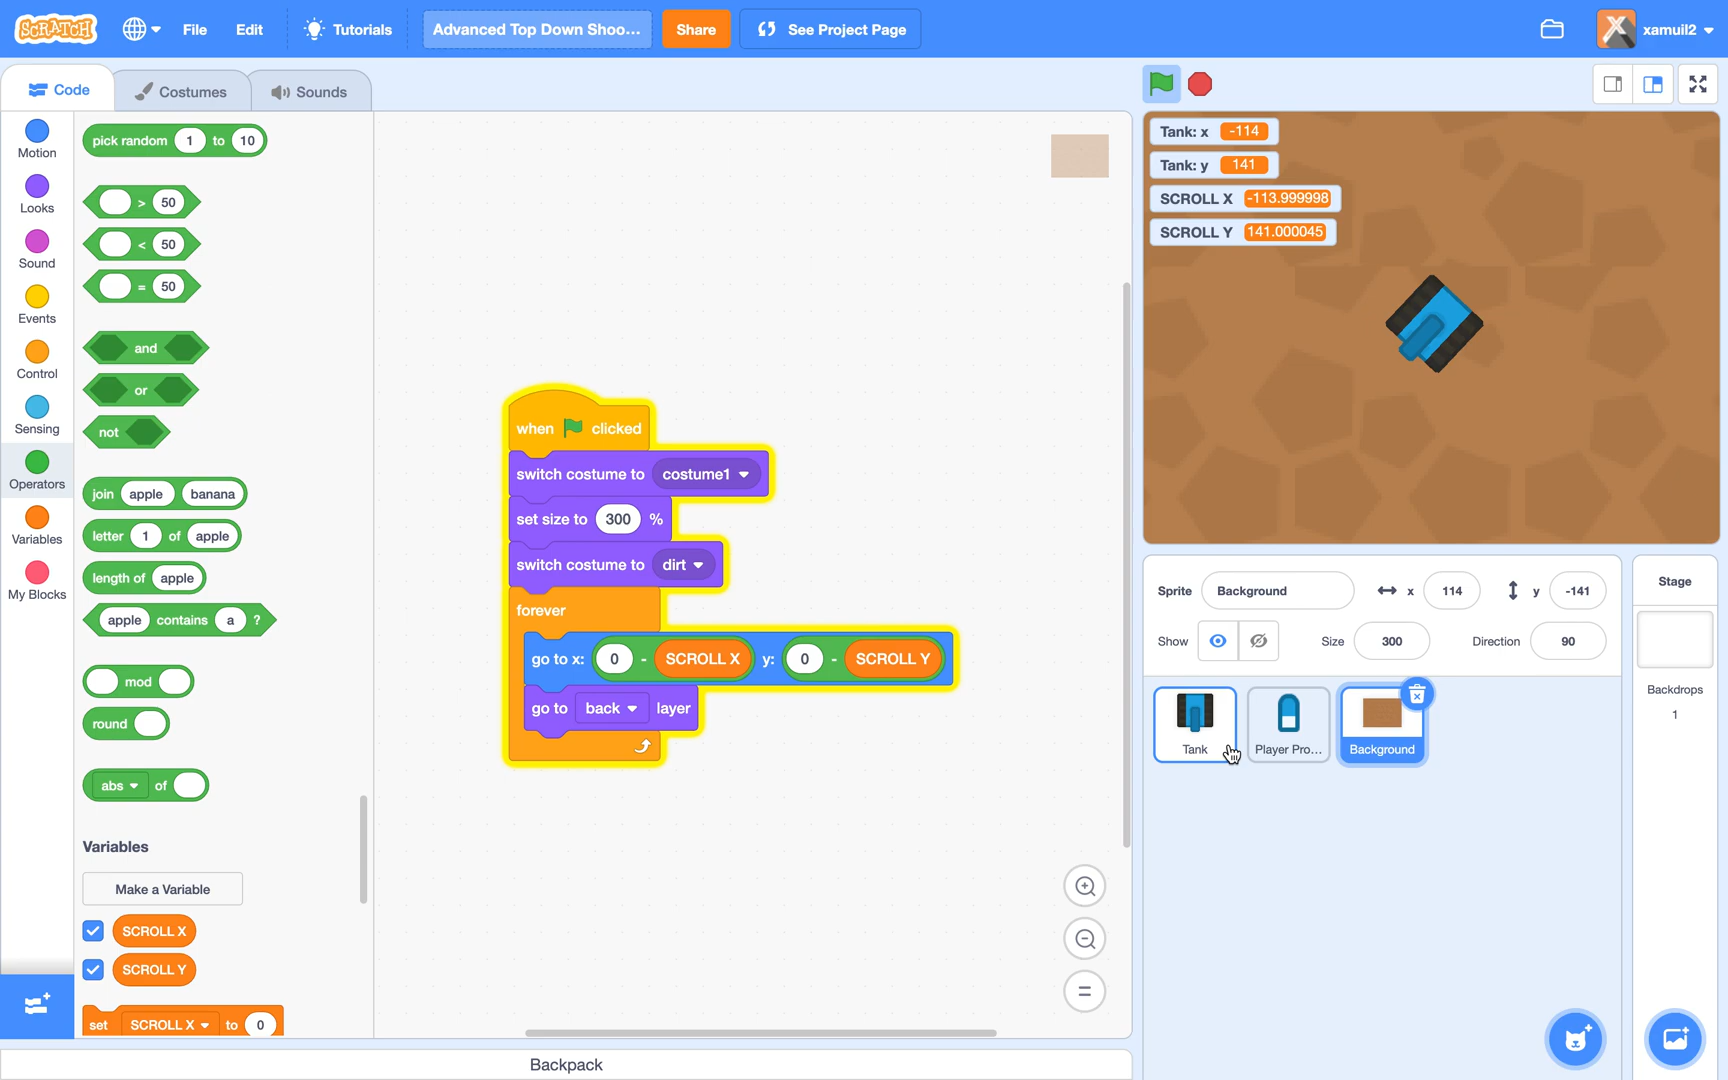 SCRATCH File Edit Tutorials Advanced Top Down Shoo... Share See Project Page xamuil2
Code Costumes Sounds
Motion
Looks
Sound
Events
Control
Sensing
Operators
Variables
My Blocks
pick random 1 to 10
> 50
< 50
= 50
and
or
not
join apple banana
letter 1 of apple
length of apple
apple contains a ?
mod
round
abs of
Variables
Make a Variable
SCROLL X
SCROLL Y
set SCROLL X to 0
when clicked
switch costume to costume1
set size to 300 %
switch costume to dirt
forever
go to x: 0 - SCROLL X y: 0 - SCROLL Y
go to back layer
Backpack
Tank: x -114
Tank: y 141
SCROLL X -113.999998
SCROLL Y 141.000045
Sprite Background x 114 y -141
Show Size 300 Direction 90
Tank Player Pro... Background
Stage
Backdrops
1